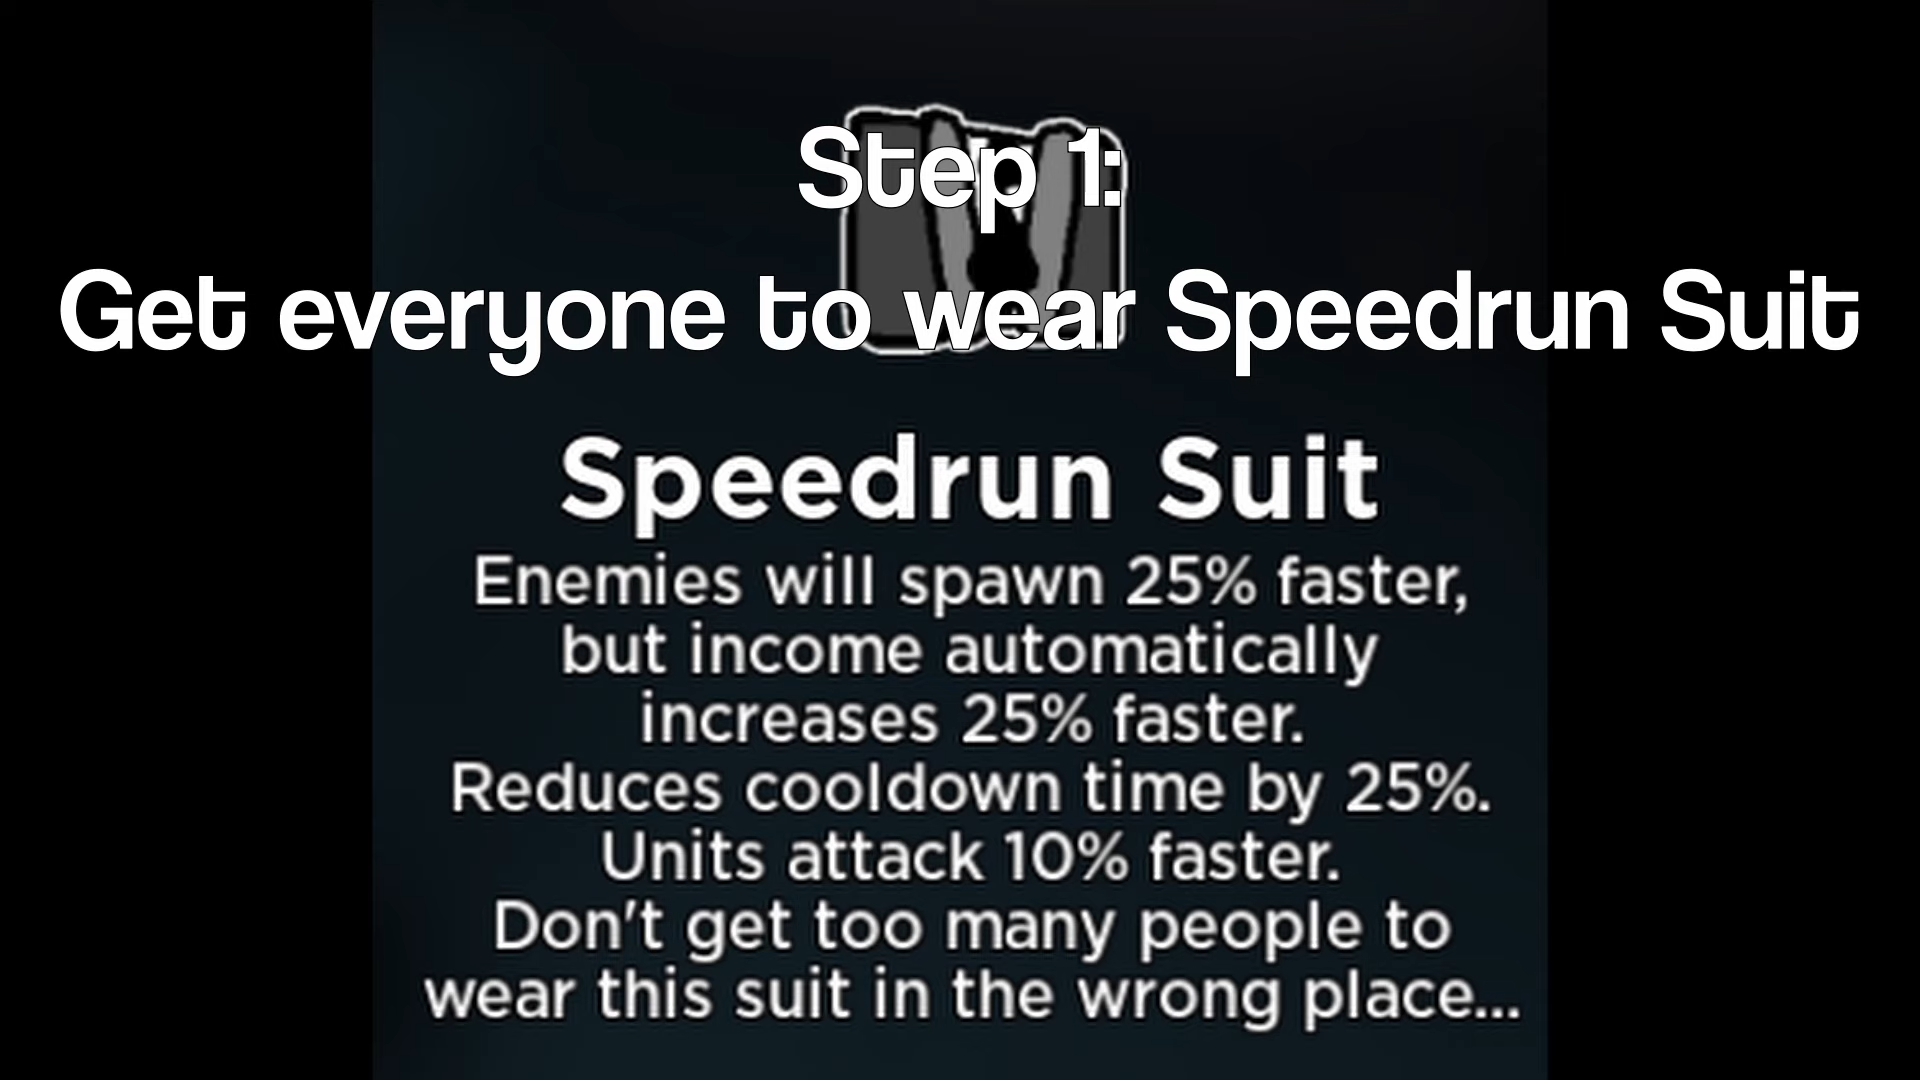 Step 1:
Get everyone to wear Speedrun Suit
Speedrun Suit
Enemies will spawn 25% faster,
but income automatically
increases 25% faster.
Reduces cooldown time by 25%.
Units attack 10% faster.
Don't get too many people to
wear this suit in the wrong place...